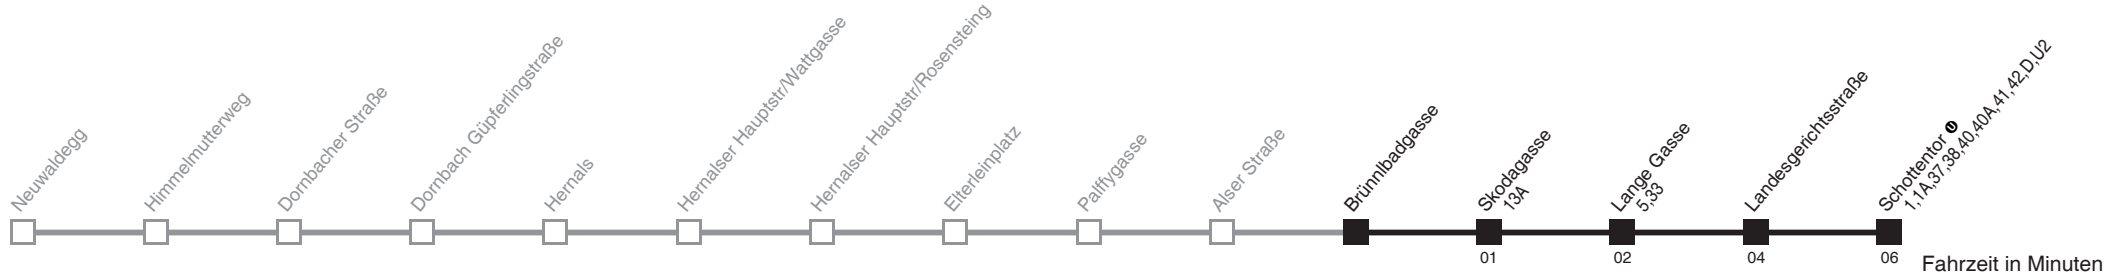 Neuwaldegg
Himmelmutterweg
Dornbacher Straße
Dornbach Güpferlingstraße
Hernals
Hernalser Hauptstr/Wattgasse
Hernalser Hauptstr/Rosensteing
Elterleinplatz
Palffygasse
Alser Straße
Brünnlbadgasse
Skodagasse
13A
Lange Gasse
5,33
Landesgerichtsstraße
Schottentor U
1,1A,37,38,40,40A,41,42,D,U2
01
02
04
06
Fahrzeit in Minuten